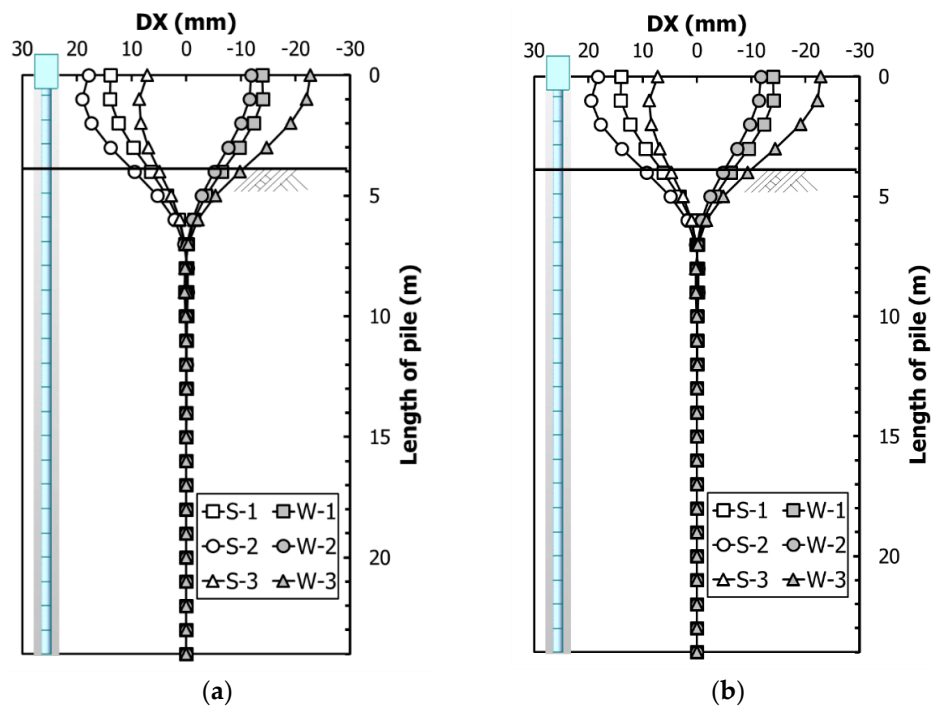 DX (mm)
30 20 10 0 -10 -20 -30
0
5
10
15
20
Length of pile (m)
S-1 W-1
S-2 W-2
S-3 W-3
(a)
DX (mm)
30 20 10 0 -10 -20 -30
0
5
10
15
20
Length of pile (m)
S-1 W-1
S-2 W-2
S-3 W-3
(b)